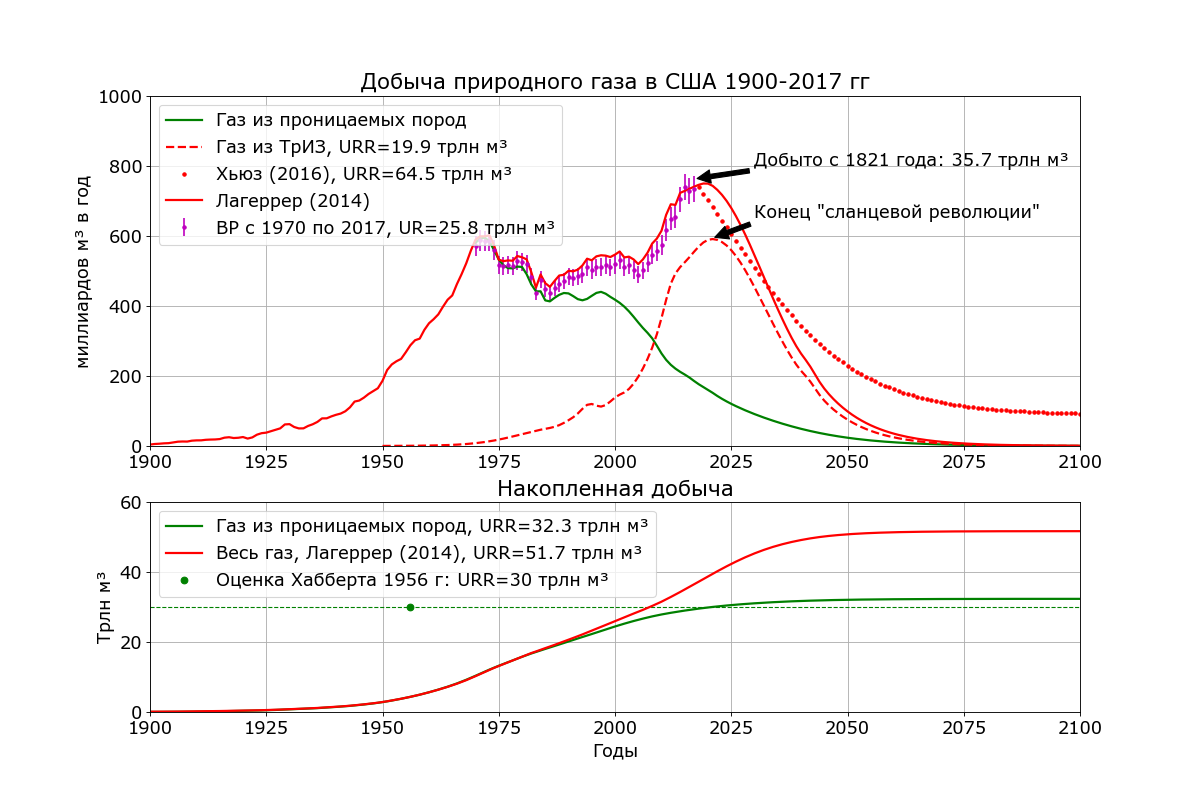 Добыча природного газа в США 1900-2017 гг
1000
800
600
400
200
0
миллиардов м³ в год
Газ из проницаемых пород
Газ из ТрИЗ, URR=19.9 трлн м³
Хьюз (2016), URR=64.5 трлн м³
Лагеррер (2014)
BP с 1970 по 2017, UR=25.8 трлн м³
Добыто с 1821 года: 35.7 трлн м³
Конец "сланцевой революции"
1900 1925 1950 1975 2000 2025 2050 2075 2100
Накопленная добыча
60
40
20
0
Трлн м³
Газ из проницаемых пород, URR=32.3 трлн м³
Весь газ, Лагеррер (2014), URR=51.7 трлн м³
Оценка Хабберта 1956 г: URR=30 трлн м³
1900 1925 1950 1975 2000 2025 2050 2075 2100
Годы